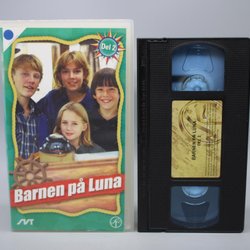 Del 2
Barnen på Luna
SVT
BARNEN PÅ LUNA